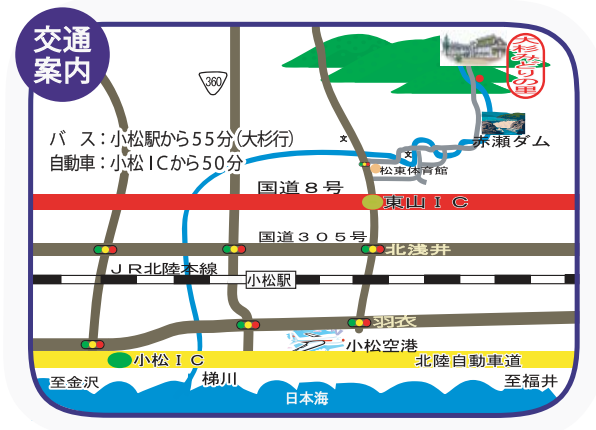 交通
案内
360
大杉みどりの里
バス：小松駅から55分(大杉行)
自動車：小松ICから50分
赤瀬ダム
文
文
松東体育館
国道8号
東山IC
国道305号
北浅井
JR北陸本線
小松駅
羽衣
小松空港
小松IC
北陸自動車道
至金沢
梯川
至福井
日本海